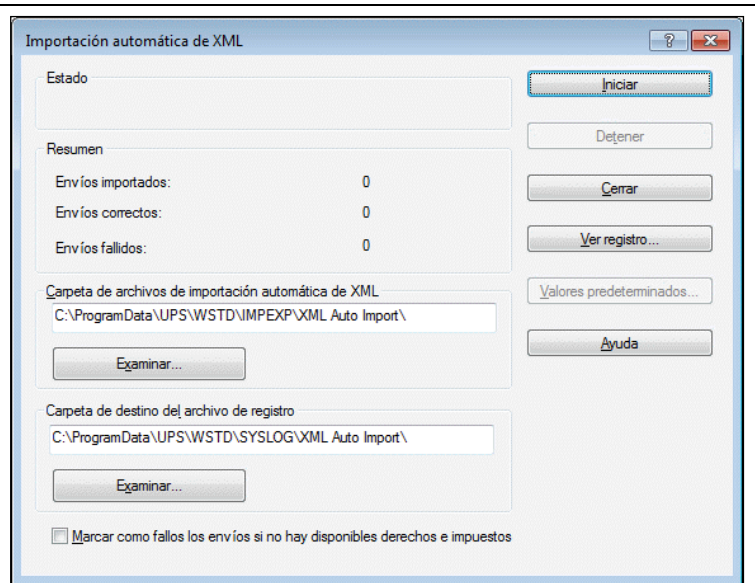 Importación automática de XML
Estado
Iniciar
Detener
Resumen
Envíos importados: 0
Cerrar
Envíos correctos: 0
Envíos fallidos: 0
Ver registro...
Carpeta de archivos de importación automática de XML
Valores predeterminados...
C:\ProgramData\UPS\WSTD\IMPEXP\XML Auto Import\
Ayuda
Examinar...
Carpeta de destino del archivo de registro
C:\ProgramData\UPS\WSTD\SYSLOG\XML Auto Import\
Examinar...
Marcar como fallos los envíos si no hay disponibles derechos e impuestos